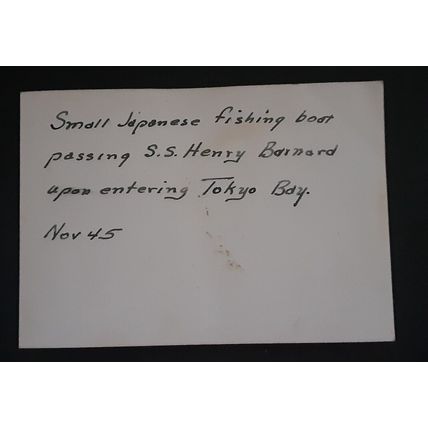 Small Japanese fishing boat
passing S.S. Henry Barnard
upon entering Tokyo Bay.
Nov 45